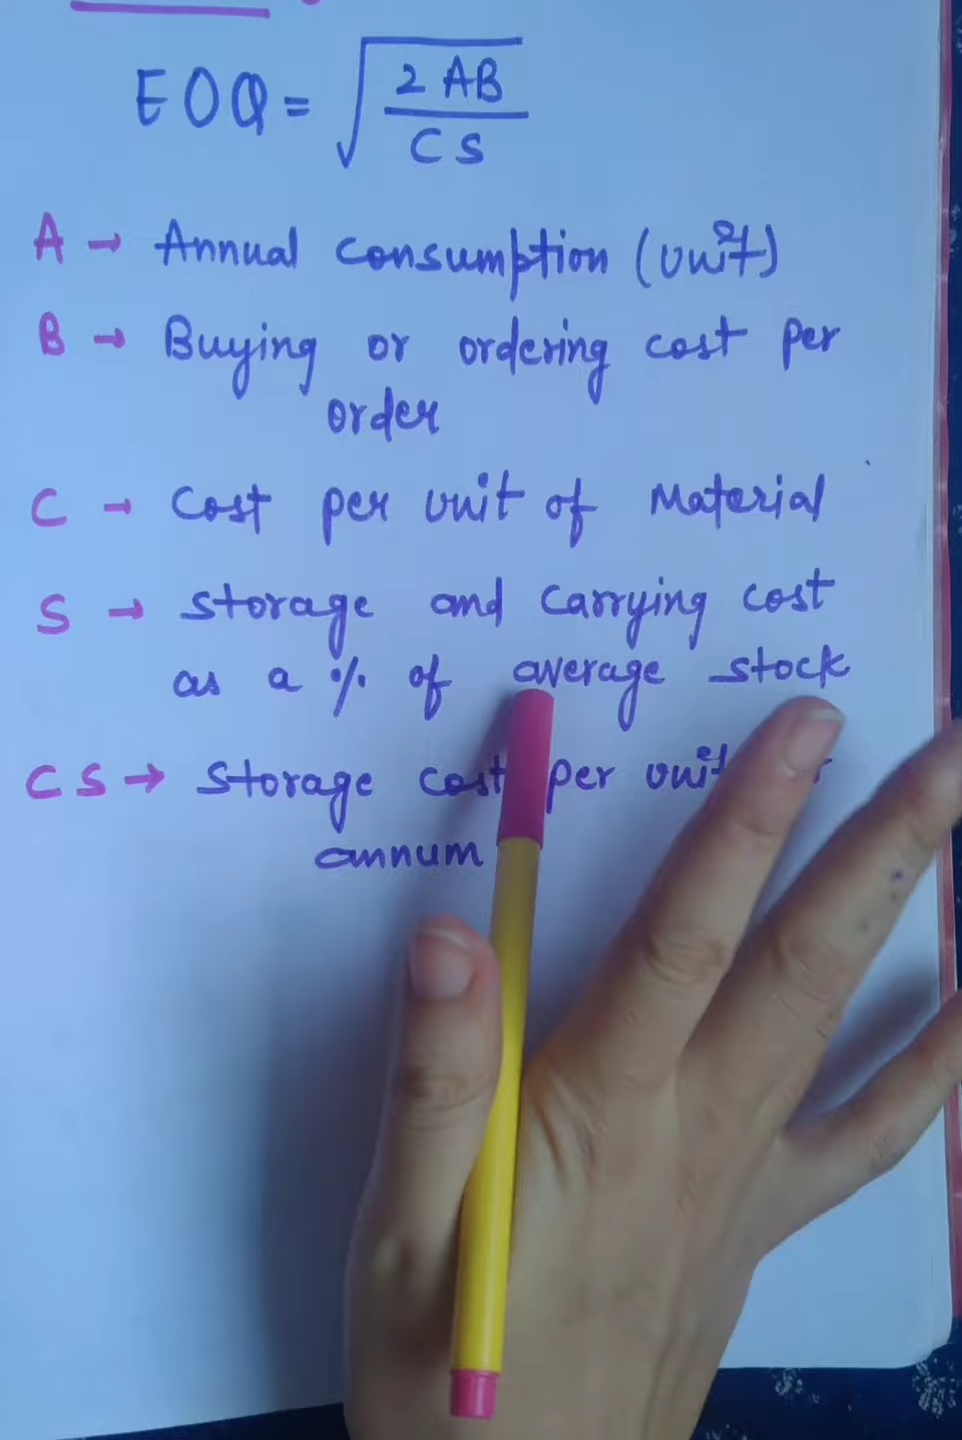 EOQ = √2AB/CS
A → Annual consumption (unit)
B → Buying or ordering cost per
order
C → Cost per unit of Material
S → Storage and carrying cost
as a % of average stock
CS → Storage cost per unit
annum